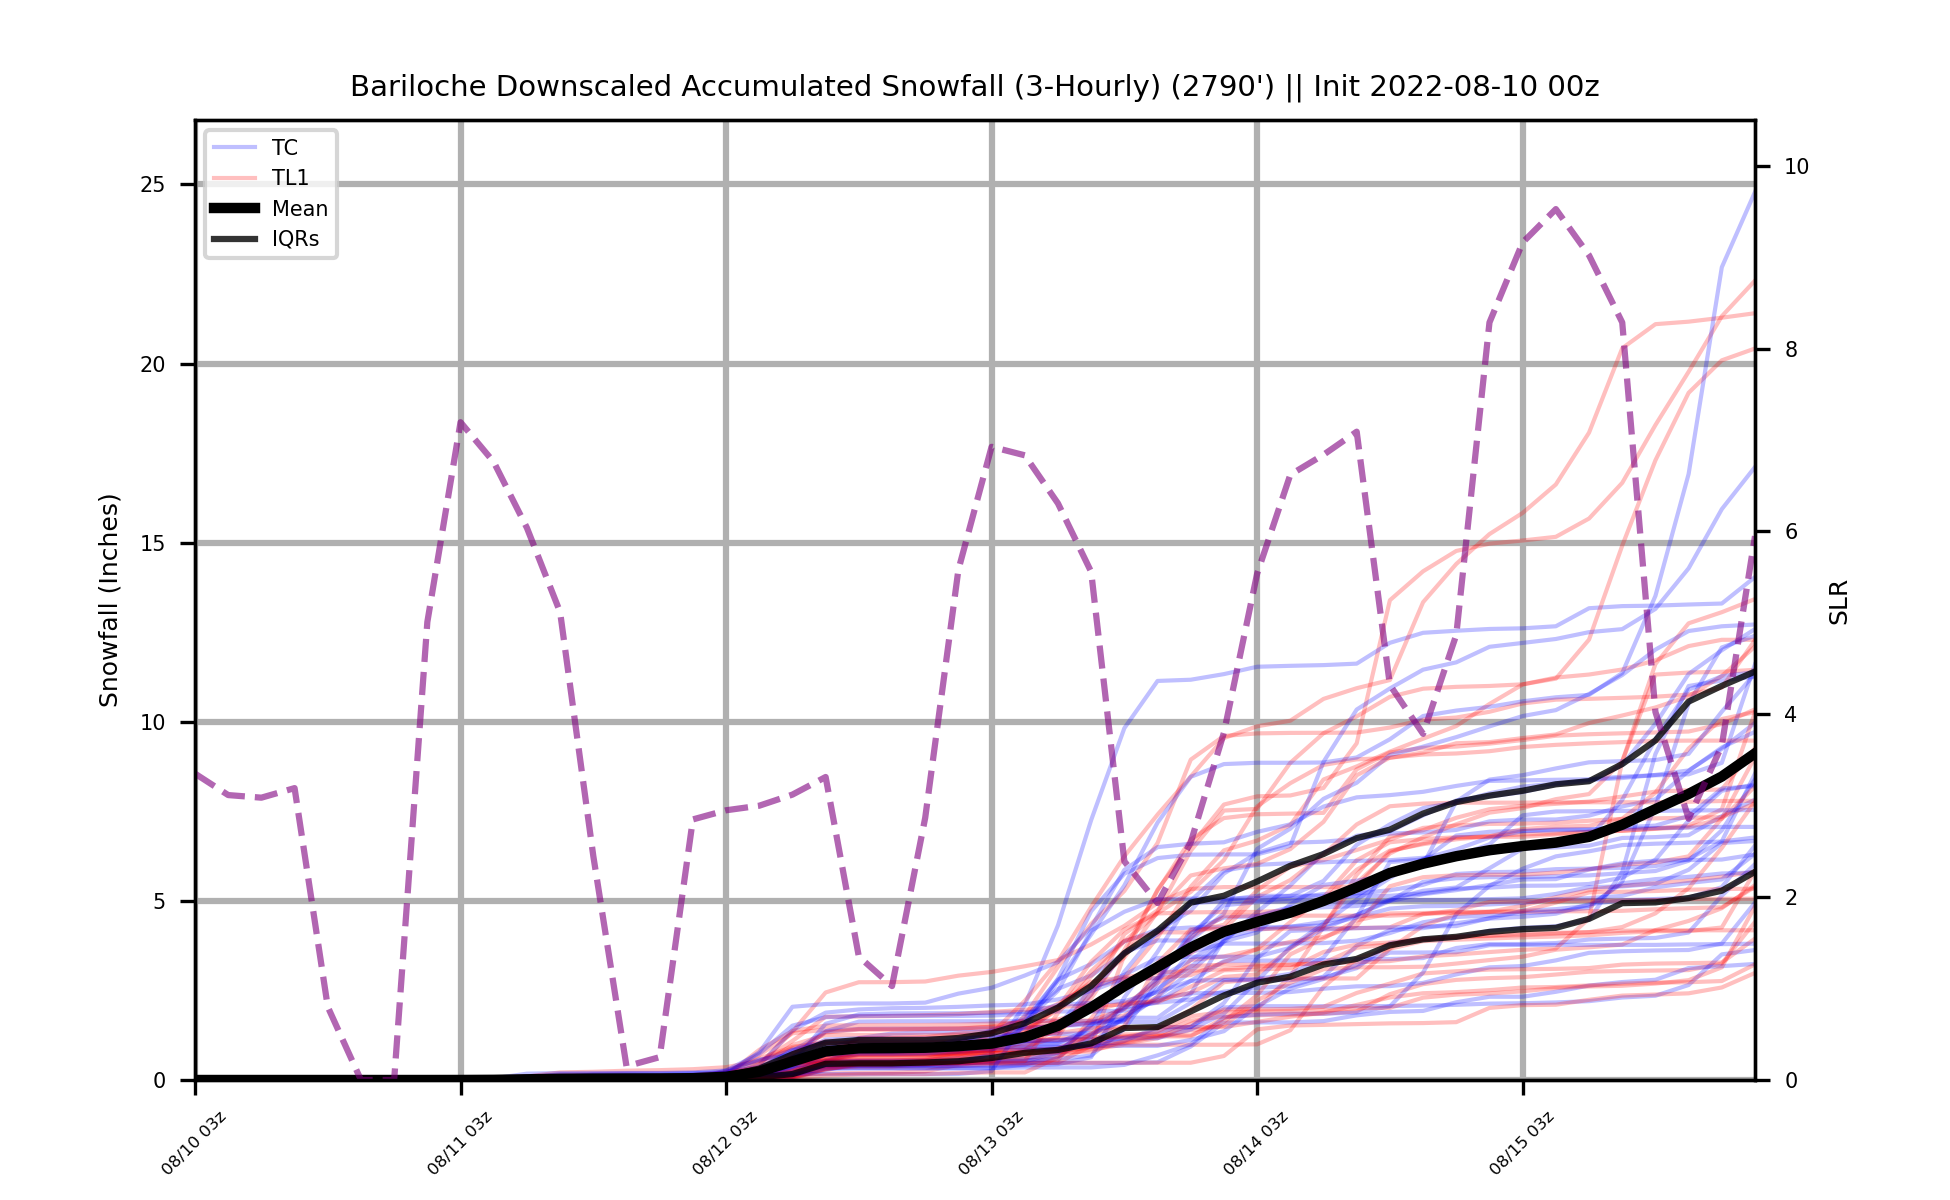 Bariloche Downscaled Accumulated Snowfall (3-Hourly) (2790') || Init 2022-08-10 00z
TC
TL1
Mean
IQRs
Snowfall (Inches)
25
20
15
10
5
0
10
8
6
4
2
0
SLR
08/10 03z
08/11 03z
08/12 03z
08/13 03z
08/14 03z
08/15 03z